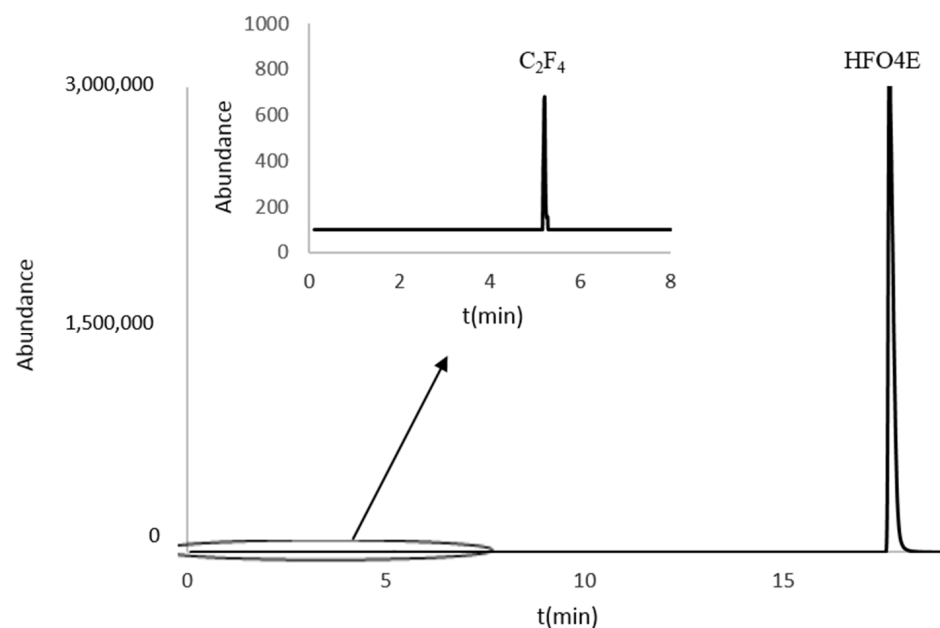 1000
800
600
400
200
0
Abundance
0 2 4 6 8
t(min)
C₂F₄
HFO4E
3,000,000
1,500,000
0
Abundance
0 5 10 15
t(min)